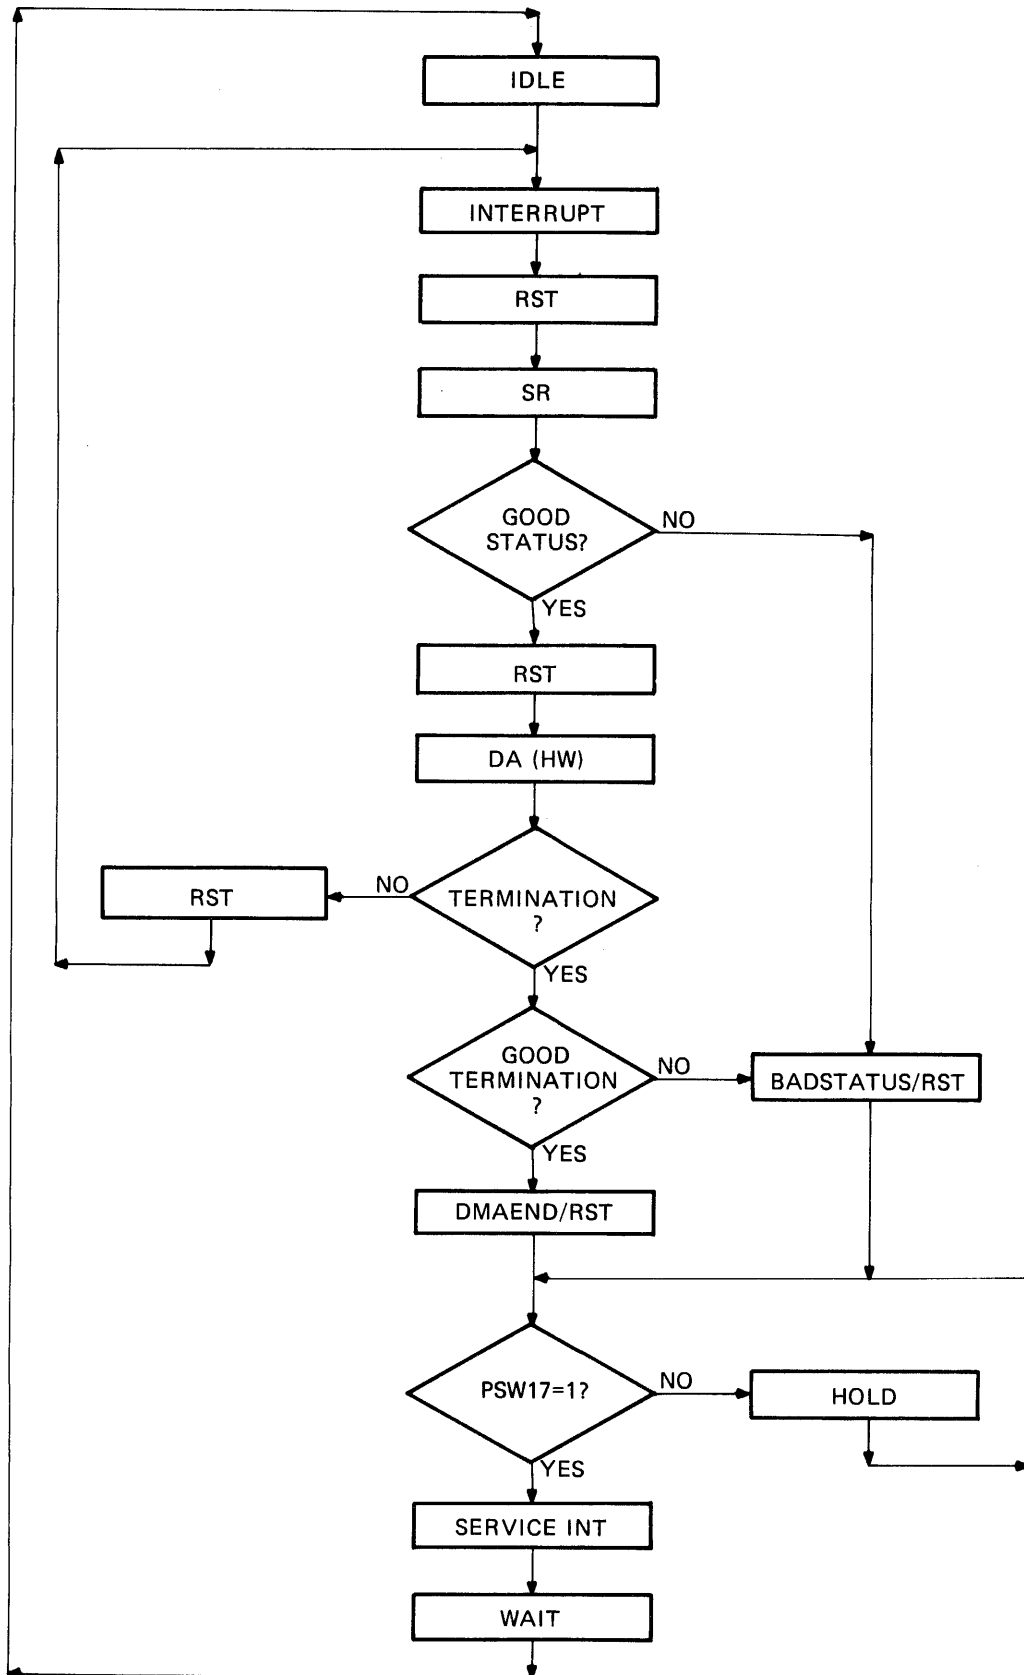 IDLE
INTERRUPT
RST
SR
GOOD
STATUS?
NO
YES
RST
DA (HW)
TERMINATION
?
NO
RST
YES
GOOD
TERMINATION
?
NO
BADSTATUS/RST
YES
DMAEND/RST
PSW17=1?
NO
HOLD
YES
SERVICE INT
WAIT